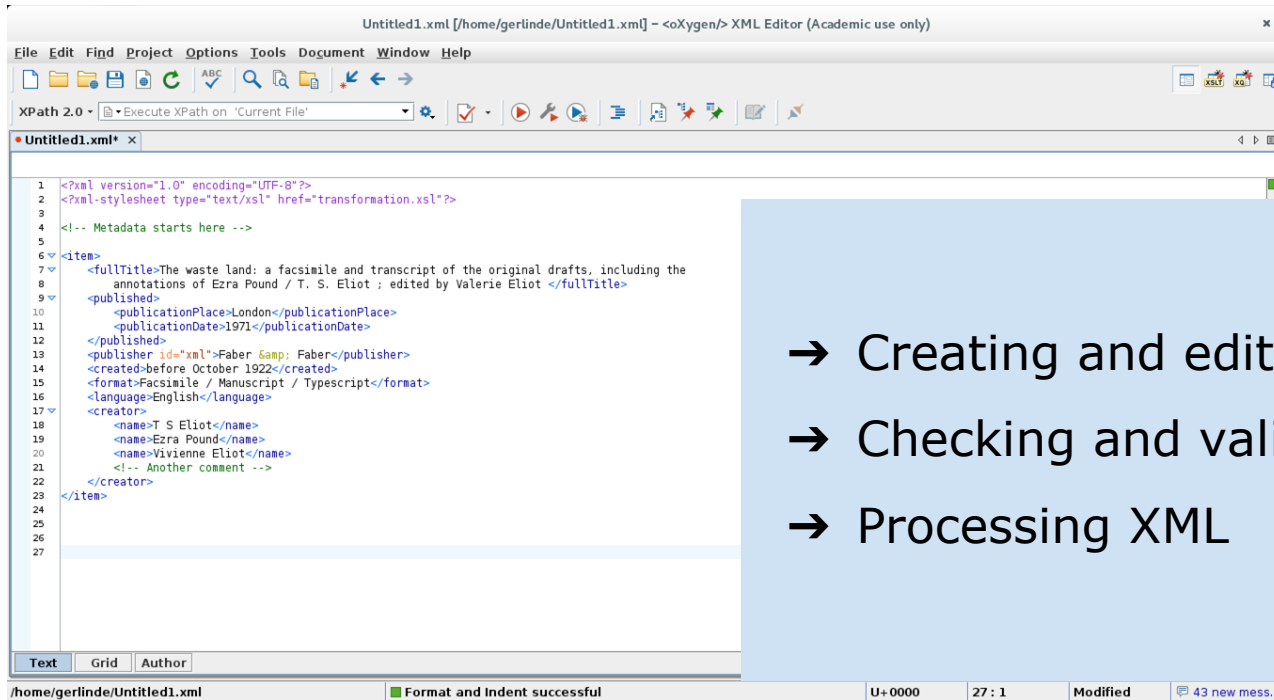 Untitled1.xml [/home/gerlinde/Untitled1.xml] – <oXygen/> XML Editor (Academic use only)
File Edit Find Project Options Tools Document Window Help
ABC
XSLT XQ
XPath 2.0 Execute XPath on 'Current File'
Untitled1.xml*
1 <?xml version="1.0" encoding="UTF-8"?>
2 <?xml-stylesheet type="text/xsl" href="transformation.xsl"?>
3
4 <!-- Metadata starts here -->
5
6 <item>
7 <fullTitle>The waste land: a facsimile and transcript of the original drafts, including the
8 annotations of Ezra Pound / T. S. Eliot ; edited by Valerie Eliot </fullTitle>
9 <published>
10 <publicationPlace>London</publicationPlace>
11 <publicationDate>1971</publicationDate>
12 </published>
13 <publisher id="xml">Faber &amp; Faber</publisher>
14 <created>before October 1922</created>
15 <format>Facsimile / Manuscript / Typescript</format>
16 <language>English</language>
17 <creator>
18 <name>T S Eliot</name>
19 <name>Ezra Pound</name>
20 <name>Vivienne Eliot</name>
21 <!-- Another comment -->
22 </creator>
23 </item>
24
25
26
27
➔ Creating and edit
➔ Checking and vali
➔ Processing XML
Text Grid Author
/home/gerlinde/Untitled1.xml Format and Indent successful U+0000 27 : 1 Modified 43 new mess.